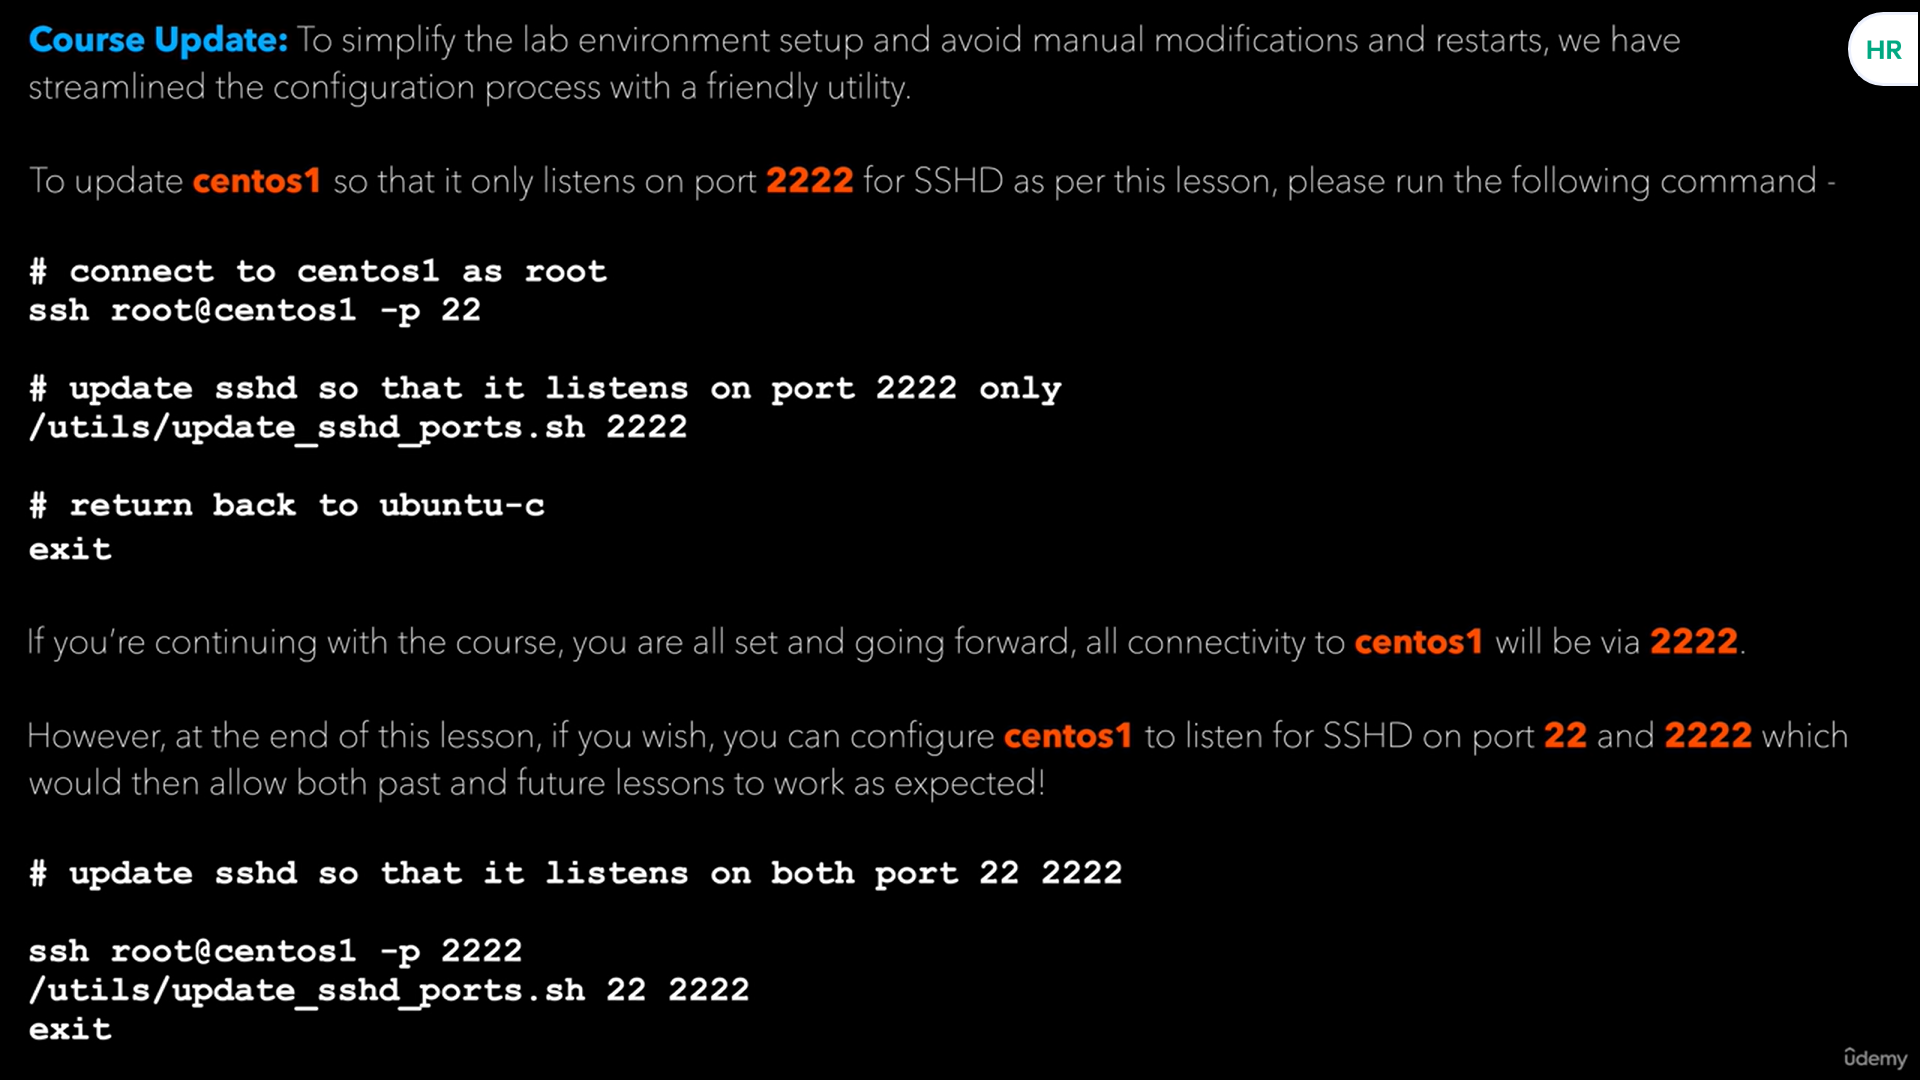 Course Update: To simplify the lab environment setup and avoid manual modifications and restarts, we have
streamlined the configuration process with a friendly utility.
HR
To update centos1 so that it only listens on port 2222 for SSHD as per this lesson, please run the following command -
# connect to centos1 as root
ssh root@centos1 -p 22
# update sshd so that it listens on port 2222 only
/utils/update_sshd_ports.sh 2222
# return back to ubuntu-c
exit
If you’re continuing with the course, you are all set and going forward, all connectivity to centos1 will be via 2222.
However, at the end of this lesson, if you wish, you can configure centos1 to listen for SSHD on port 22 and 2222 which
would then allow both past and future lessons to work as expected!
# update sshd so that it listens on both port 22 2222
ssh root@centos1 -p 2222
/utils/update_sshd_ports.sh 22 2222
exit
ûdemy